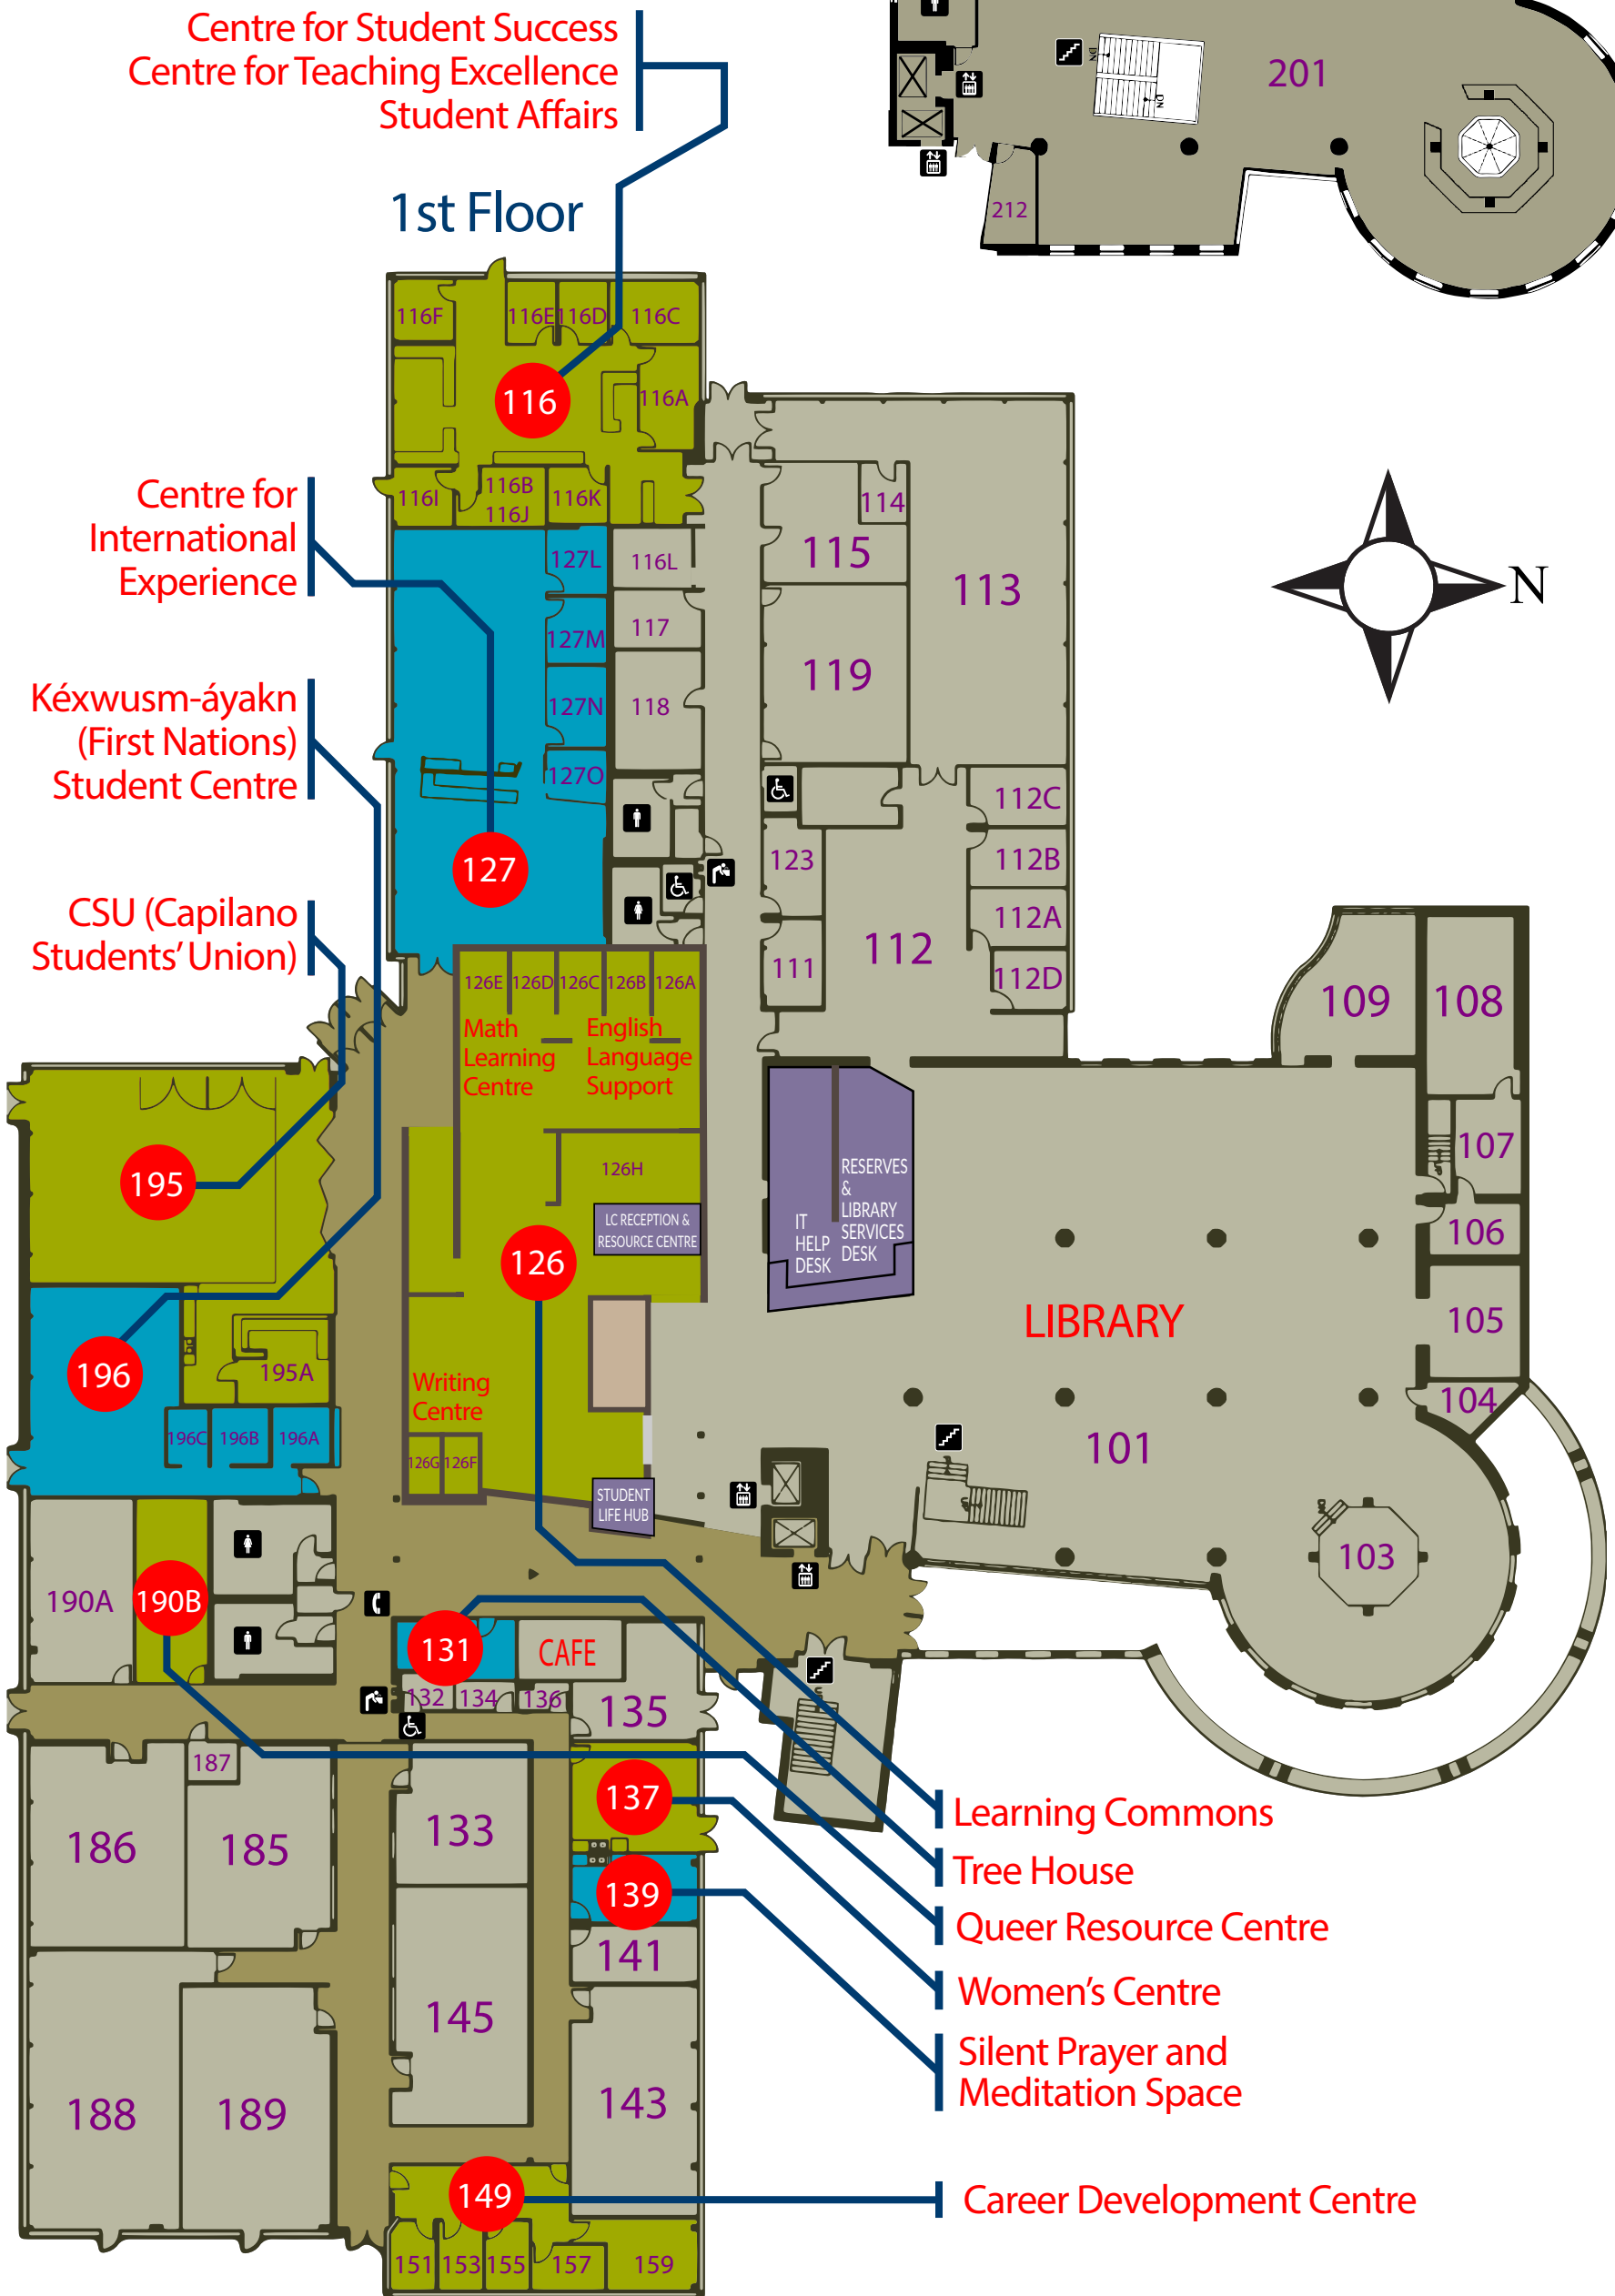 Centre for Student Success
Centre for Teaching Excellence
Student Affairs
201
DN
DN
212
1st Floor
116F
116E
116D
116C
116
116A
116I
116B
116J
116K
Centre for
International
Experience
127L
116L
127M
117
127N
118
127O
127
114
115
113
119
N
Kéxwusm-áyakn
(First Nations)
Student Centre
112C
123
112B
112A
112
111
112D
CSU (Capilano
Students' Union)
126E
126D
126C
126B
126A
Math
Learning
Centre
English
Language
Support
109
108
107
UP
106
105
104
195
126H
LC RECEPTION &
RESOURCE CENTRE
126
RESERVES
&
LIBRARY
SERVICES
DESK
IT
HELP
DESK
LIBRARY
196
195A
196C
196B
196A
Writing
Centre
126G
126F
STUDENT
LIFE HUB
101
UP
UP
DN
103
190A
190B
131
CAFE
132
134
136
135
UP
187
186
185
133
137
139
141
145
143
188
189
149
151
153
155
157
159
Learning Commons
Tree House
Queer Resource Centre
Women's Centre
Silent Prayer and
Meditation Space
Career Development Centre